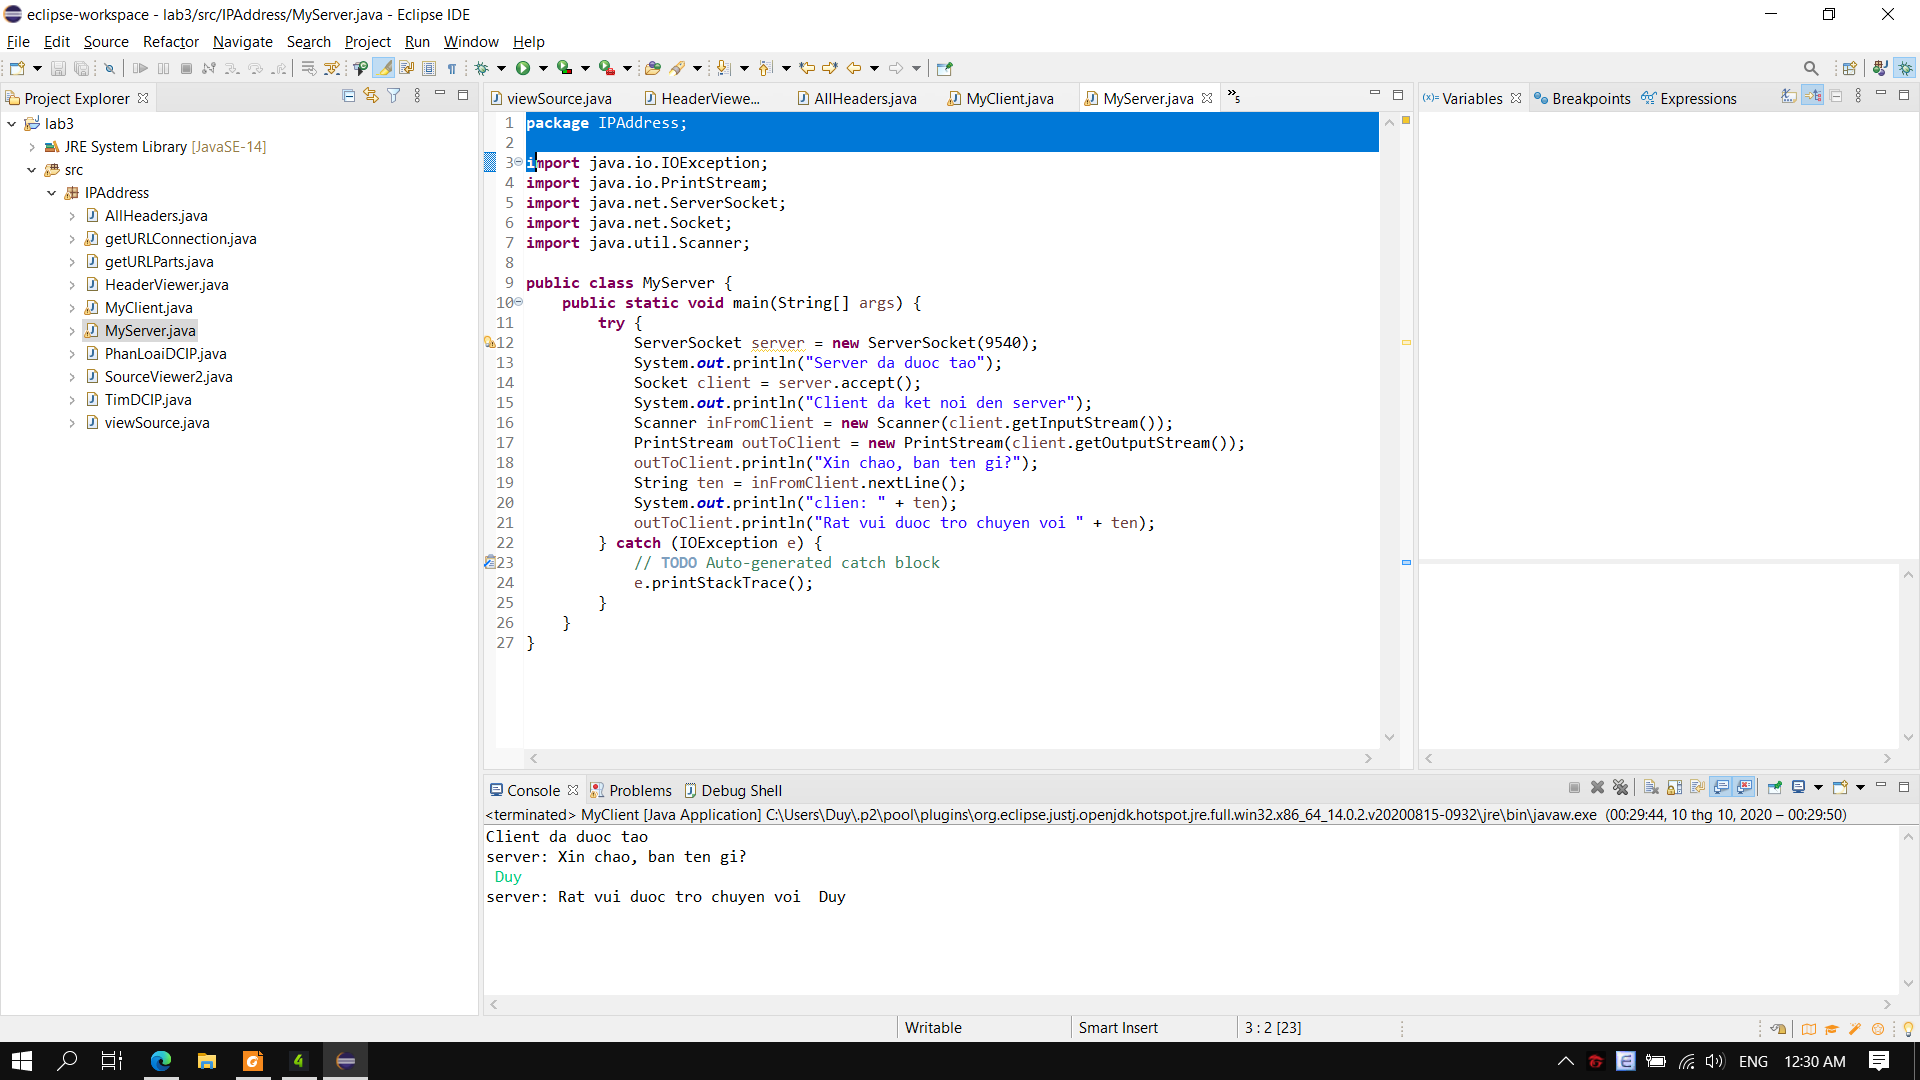 eclipse-workspace - lab3/src/IPAddress/MyServer.java - Eclipse IDE
File Edit Source Refactor Navigate Search Project Run Window Help
Project Explorer
lab3
JRE System Library [JavaSE-14]
src
IPAddress
AllHeaders.java
getURLConnection.java
getURLParts.java
HeaderViewer.java
MyClient.java
MyServer.java
PhanLoaiDCIP.java
SourceViewer2.java
TimDCIP.java
viewSource.java
viewSource.java HeaderViewe... AllHeaders.java MyClient.java MyServer.java »5
1 package IPAddress;
2
3 import java.io.IOException;
4 import java.io.PrintStream;
5 import java.net.ServerSocket;
6 import java.net.Socket;
7 import java.util.Scanner;
8
9 public class MyServer {
10 public static void main(String[] args) {
11 try {
12 ServerSocket server = new ServerSocket(9540);
13 System.out.println("Server da duoc tao");
14 Socket client = server.accept();
15 System.out.println("Client da ket noi den server");
16 Scanner inFromClient = new Scanner(client.getInputStream());
17 PrintStream outToClient = new PrintStream(client.getOutputStream());
18 outToClient.println("Xin chao, ban ten gi?");
19 String ten = inFromClient.nextLine();
20 System.out.println("clien: " + ten);
21 outToClient.println("Rat vui duoc tro chuyen voi " + ten);
22 } catch (IOException e) {
23 // TODO Auto-generated catch block
24 e.printStackTrace();
25 }
26 }
27 }
(x)= Variables Breakpoints Expressions
Console Problems Debug Shell
<terminated> MyClient [Java Application] C:\Users\Duy\.p2\pool\plugins\org.eclipse.justj.openjdk.hotspot.jre.full.win32.x86_64_14.0.2.v20200815-0932\jre\bin\javaw.exe (00:29:44, 10 thg 10, 2020 – 00:29:50)
Client da duoc tao
server: Xin chao, ban ten gi?
Duy
server: Rat vui duoc tro chuyen voi  Duy
Writable Smart Insert 3 : 2 [23]
ENG 12:30 AM